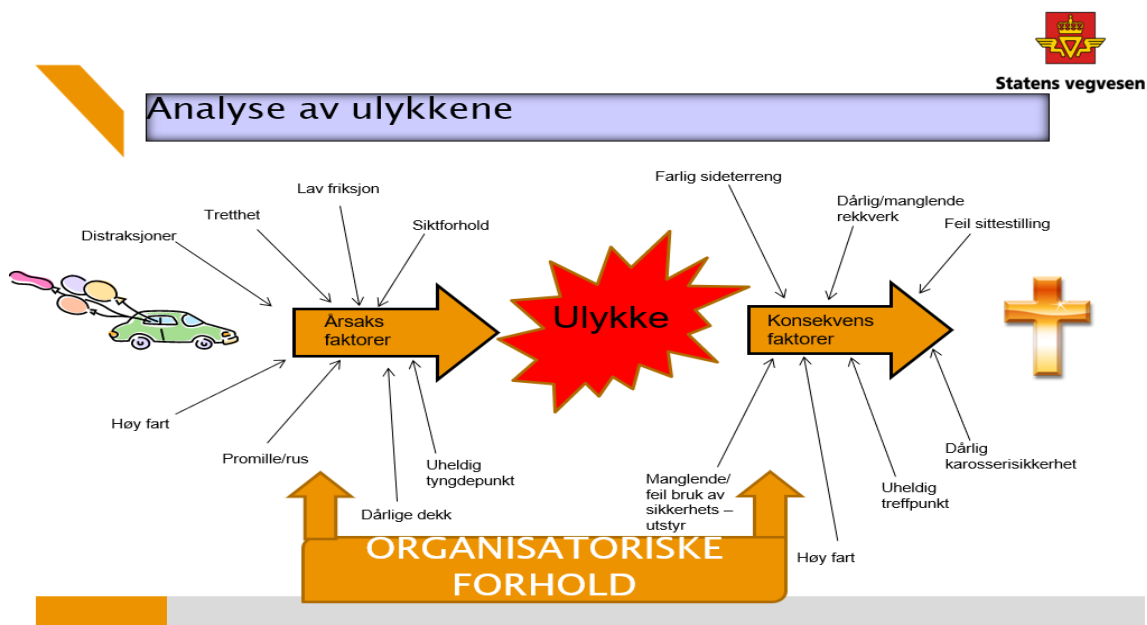 Statens vegvesen
Analyse av ulykkene
Distraksjoner
Tretthet
Lav friksjon
Siktforhold
Årsaks
faktorer
Høy fart
Promille/rus
Dårlige dekk
Uheldig
tyngdepunkt
Ulykke
Farlig sideterreng
Dårlig/manglende
rekkverk
Feil sittestilling
Konsekvens
faktorer
Manglende/
feil bruk av
sikkerhets –
utstyr
Høy fart
Uheldig
treffpunkt
Dårlig
karosserisikkerhet
ORGANISATORISKE
FORHOLD